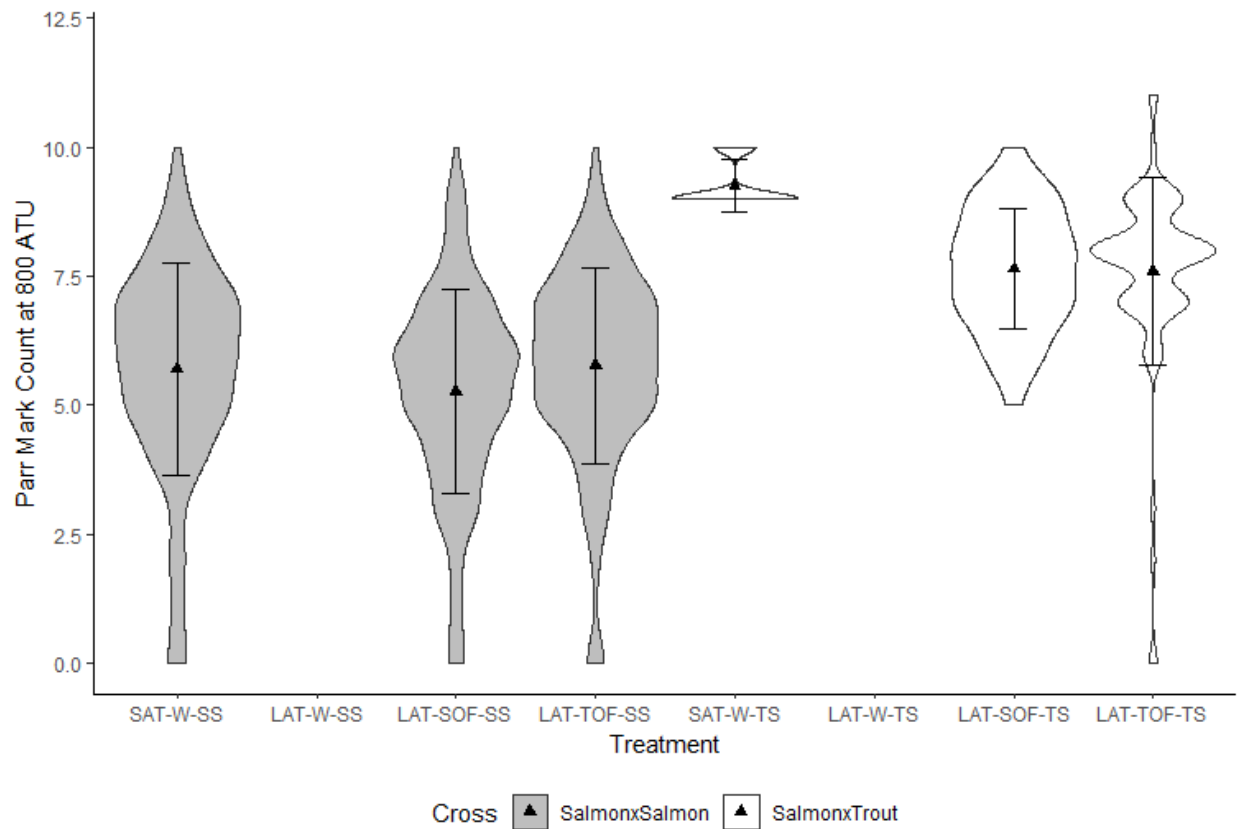 12.5
10.0
7.5
5.0
2.5
0.0
Parr Mark Count at 800 ATU
SAT-W-SS LAT-W-SS LAT-SOF-SS LAT-TOF-SS SAT-W-TS LAT-W-TS LAT-SOF-TS LAT-TOF-TS
Treatment
Cross SalmonxSalmon SalmonxTrout